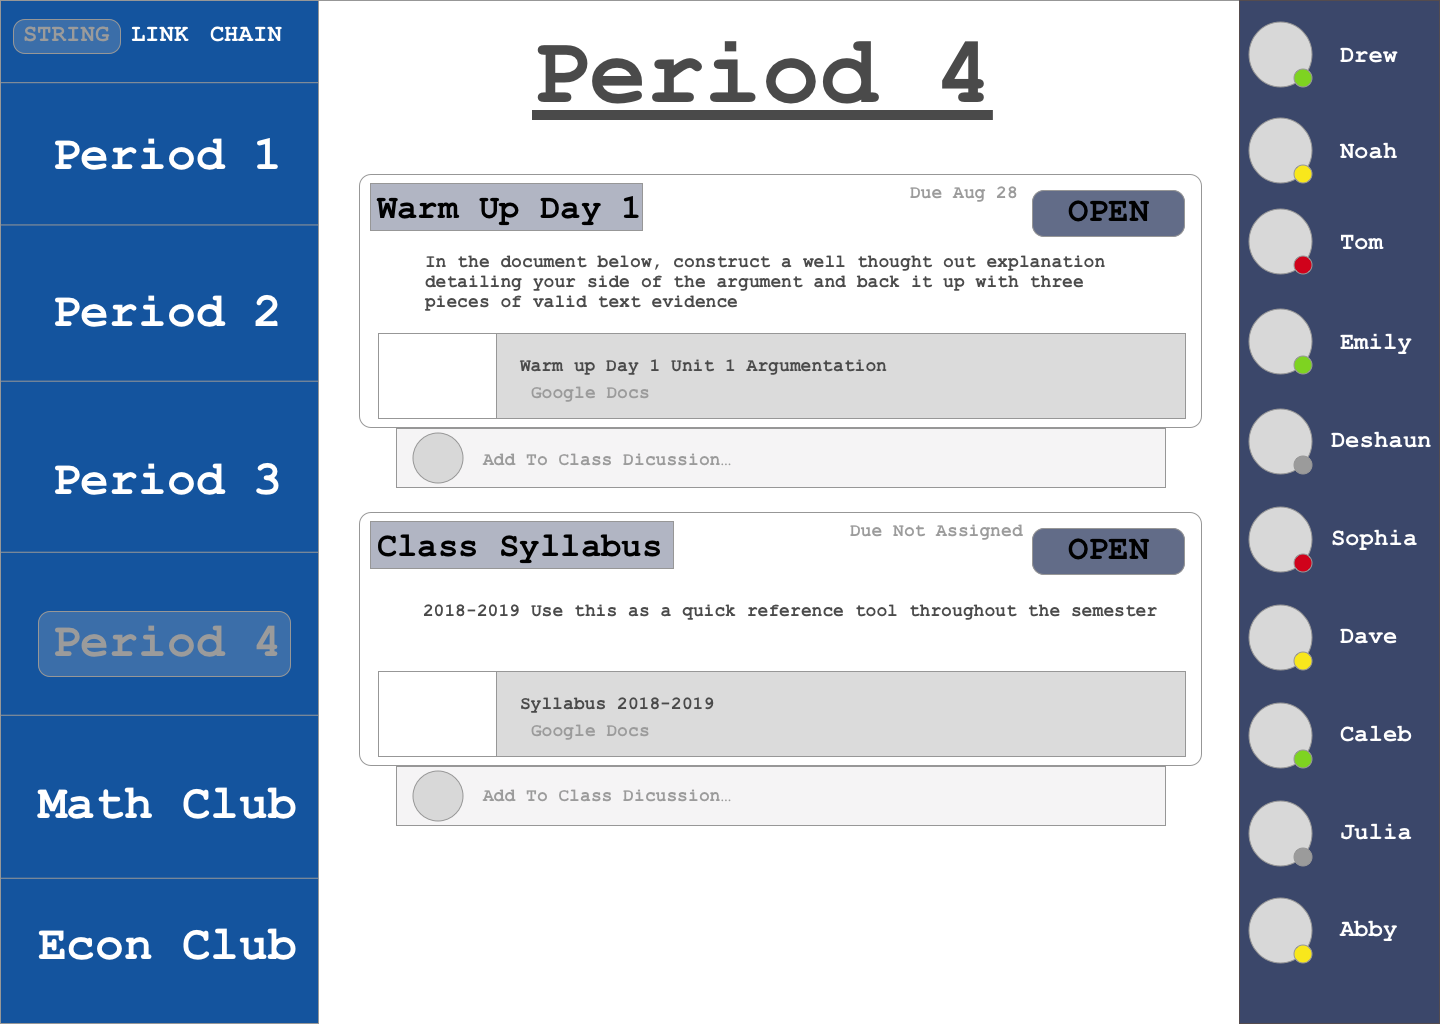 STRING LINK CHAIN
Period 1
Period 2
Period 3
Period 4
Math Club
Econ Club
Period 4
Warm Up Day 1
Due Aug 28
OPEN
In the document below, construct a well thought out explanation
detailing your side of the argument and back it up with three
pieces of valid text evidence
Warm up Day 1 Unit 1 Argumentation
Google Docs
Add To Class Dicussion…
Class Syllabus
Due Not Assigned
OPEN
2018-2019 Use this as a quick reference tool throughout the semester
Syllabus 2018-2019
Google Docs
Add To Class Dicussion…
Drew
Noah
Tom
Emily
Deshaun
Sophia
Dave
Caleb
Julia
Abby